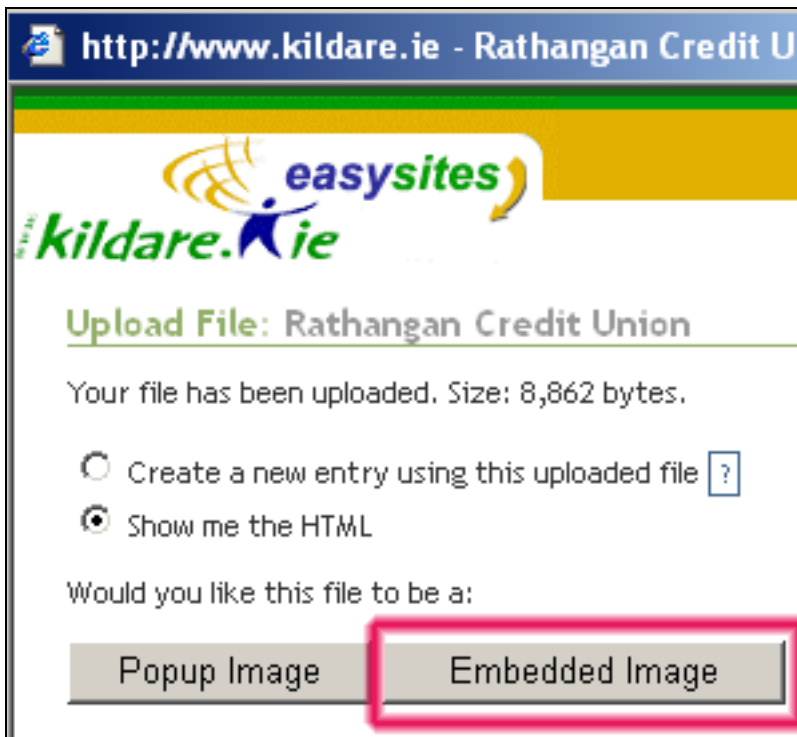 http://www.kildare.ie - Rathangan Credit U
easysites
kildare.ie
Upload File: Rathangan Credit Union
Your file has been uploaded. Size: 8,862 bytes.
Create a new entry using this uploaded file ?
Show me the HTML
Would you like this file to be a:
Popup Image Embedded Image